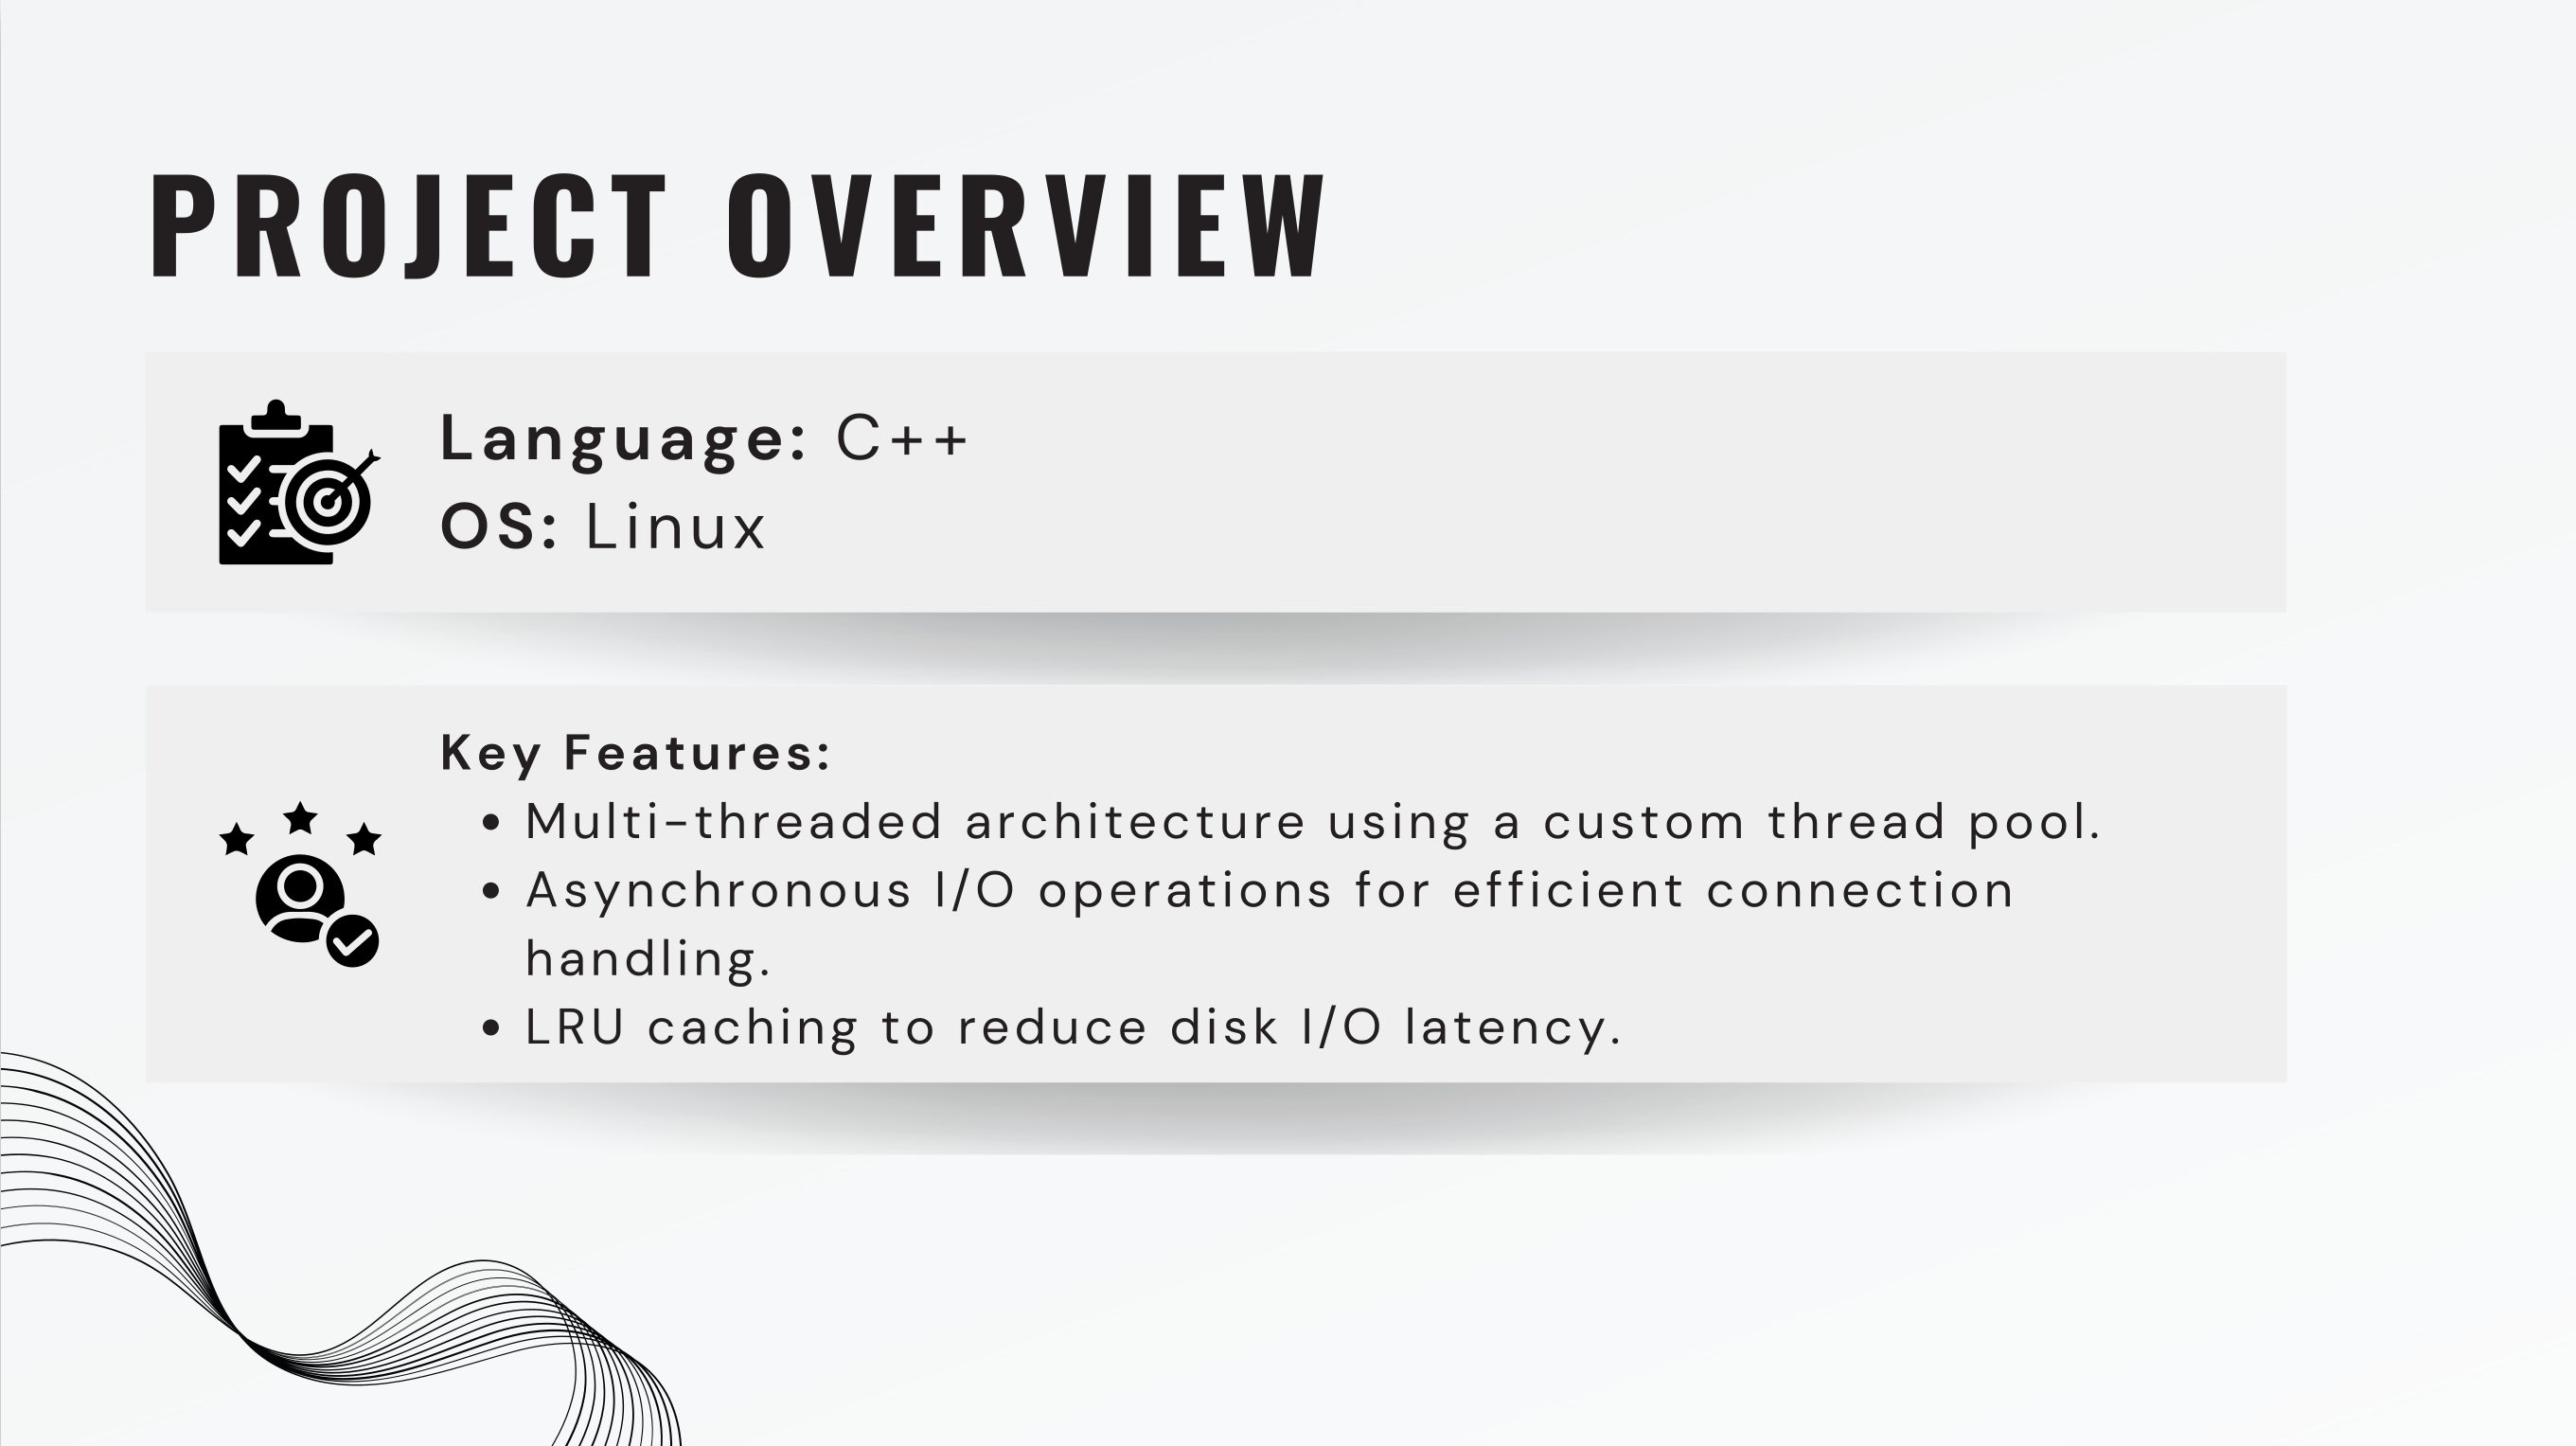 PROJECT OVERVIEW
Language: C++
OS: Linux
Key Features:
• Multi-threaded architecture using a custom thread pool.
• Asynchronous I/O operations for efficient connection
handling.
• LRU caching to reduce disk I/O latency.